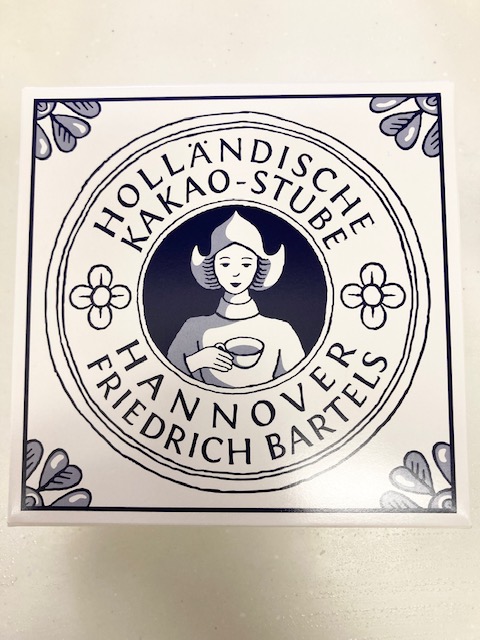 HOLLÄNDISCHE
KAKAO-STUBE
HANNOVER
FRIEDRICH BARTELS